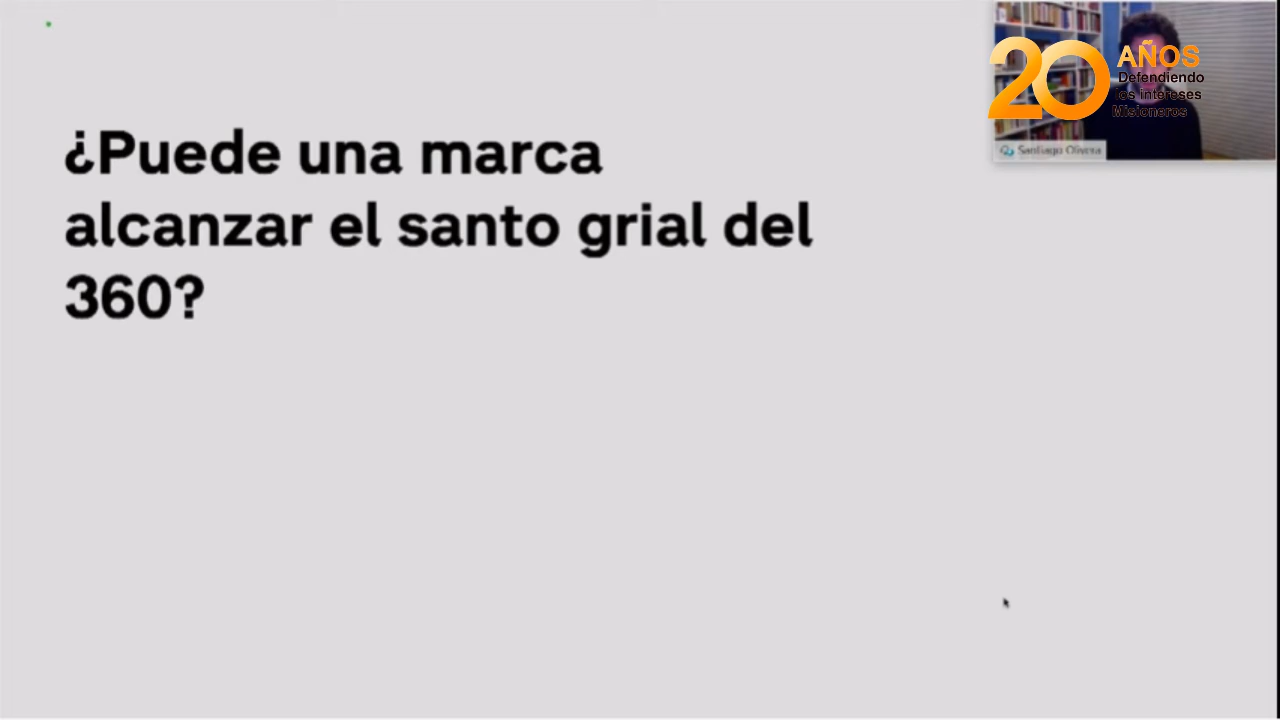 ¿Puede una marca
alcanzar el santo grial del
360?
20 AÑOS
Defendiendo
los intereses
Misioneros
Santiago Olivera